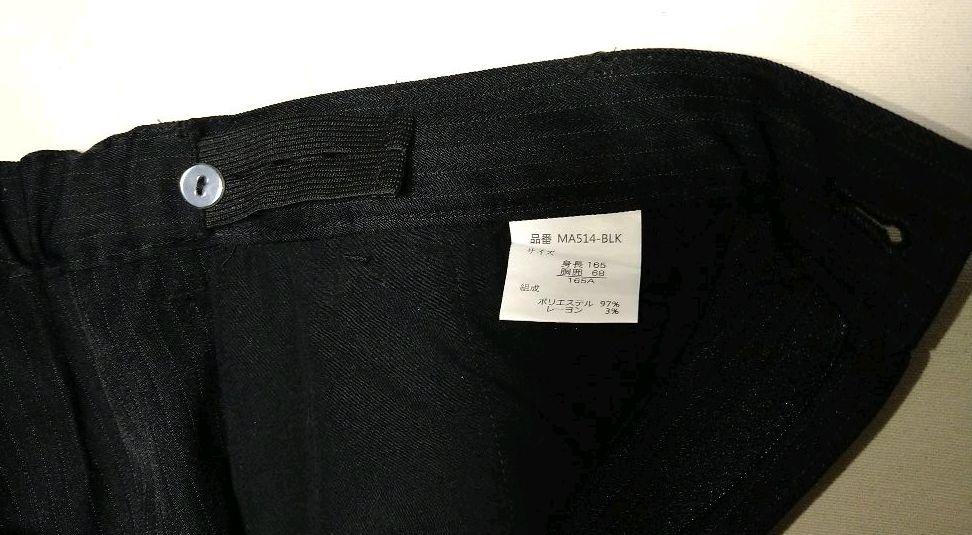 品番 MA514-BLK
サイズ
身長 165
胸囲 68
165A
組成
ポリエステル 97%
レーヨン 3%